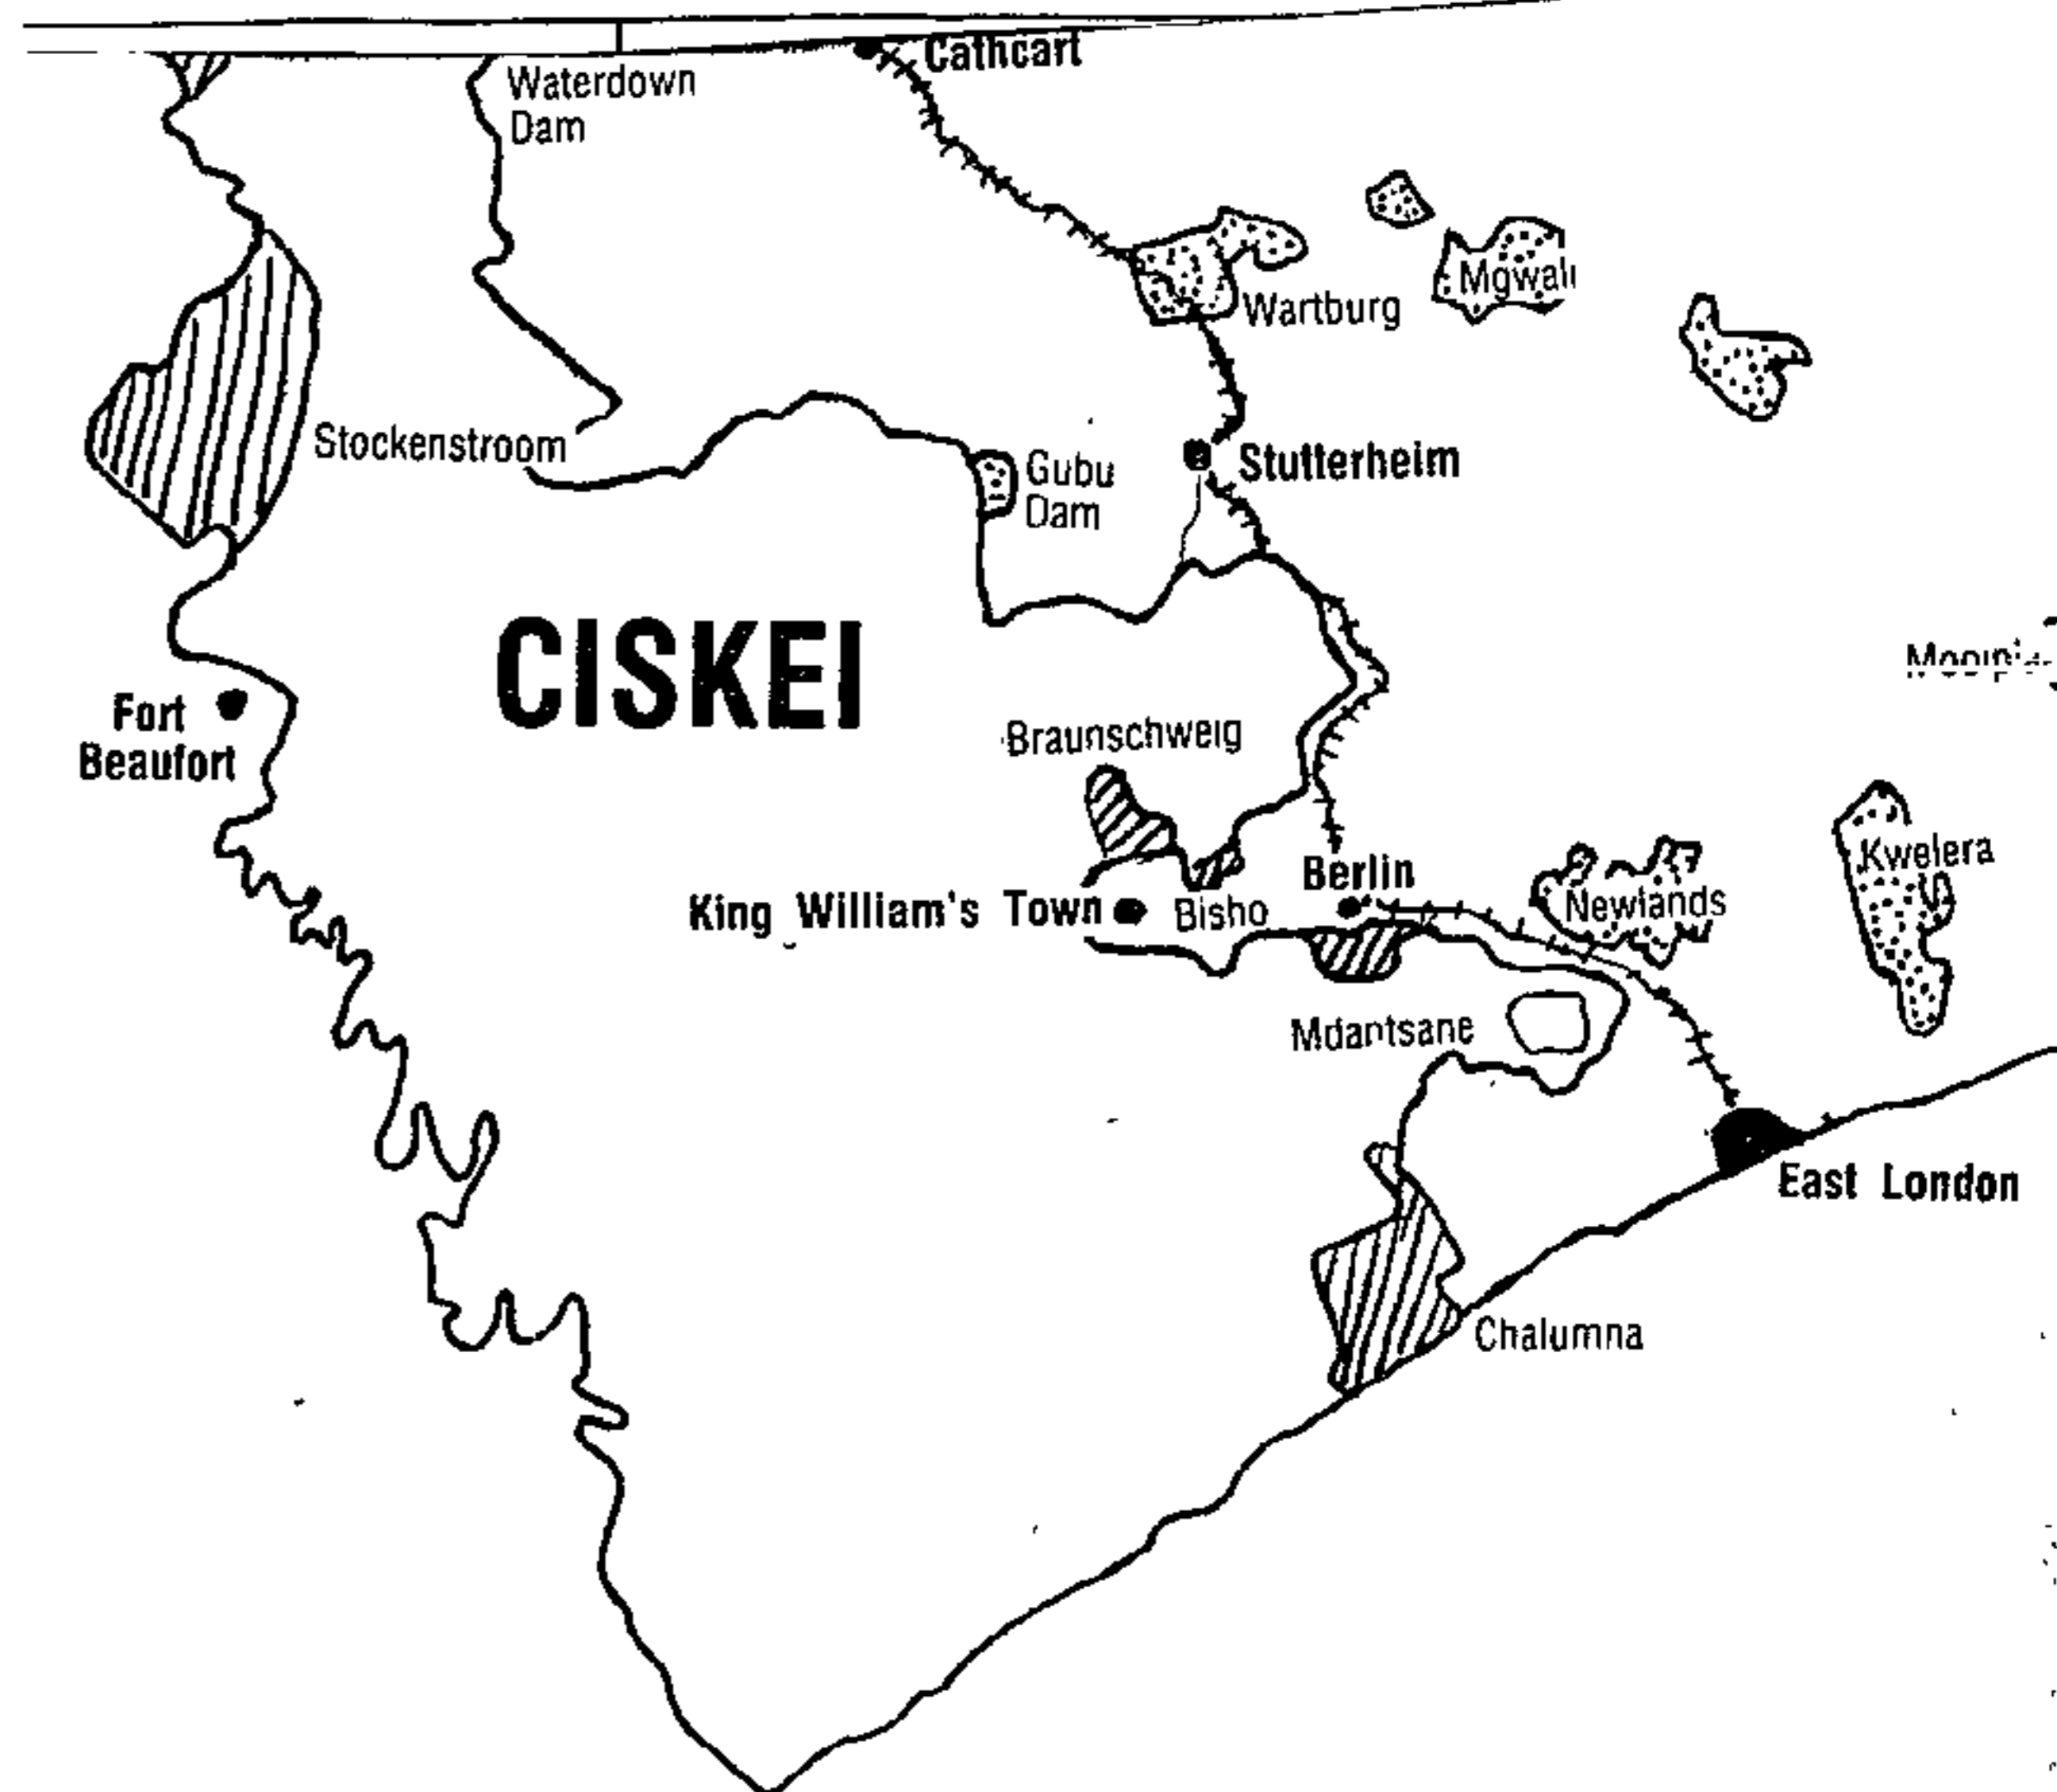 Cathcart
Waterdown
Dam
Mgwali
Wartburg
Stockenstroom
Gubu
Dam
Stutterheim
CISKEI
Fort
Beaufort
Braunschweig
Berlin
Kwelera
King William's Town
Bisho
Newlands
Mdantsane
East London
Chalumna